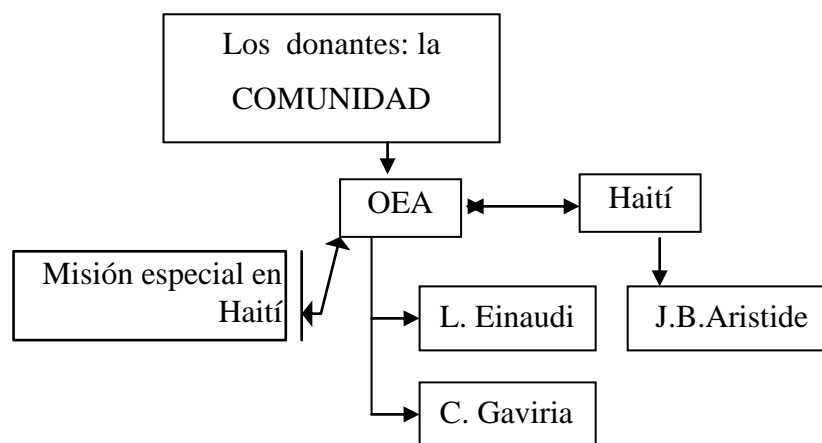 Los donantes: la
COMUNIDAD
OEA
Haití
Misión especial en
Haití
L. Einaudi
J.B.Aristide
C. Gaviria